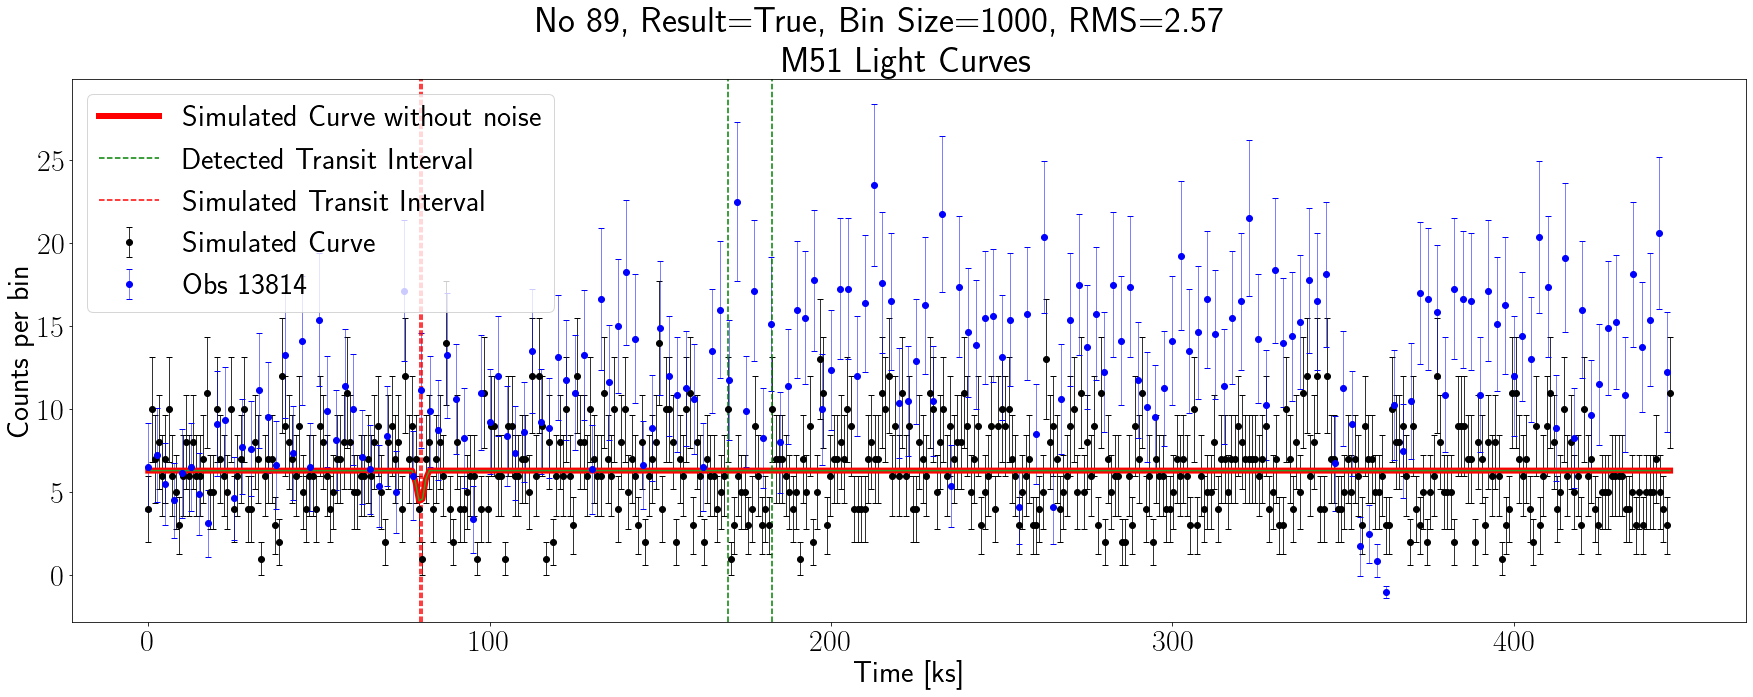 No 89, Result=True, Bin Size=1000, RMS=2.57
M51 Light Curves
Simulated Curve without noise
Detected Transit Interval
Simulated Transit Interval
Simulated Curve
Obs 13814
Counts per bin
25
20
15
10
5
0
0 100 200 300 400
Time [ks]